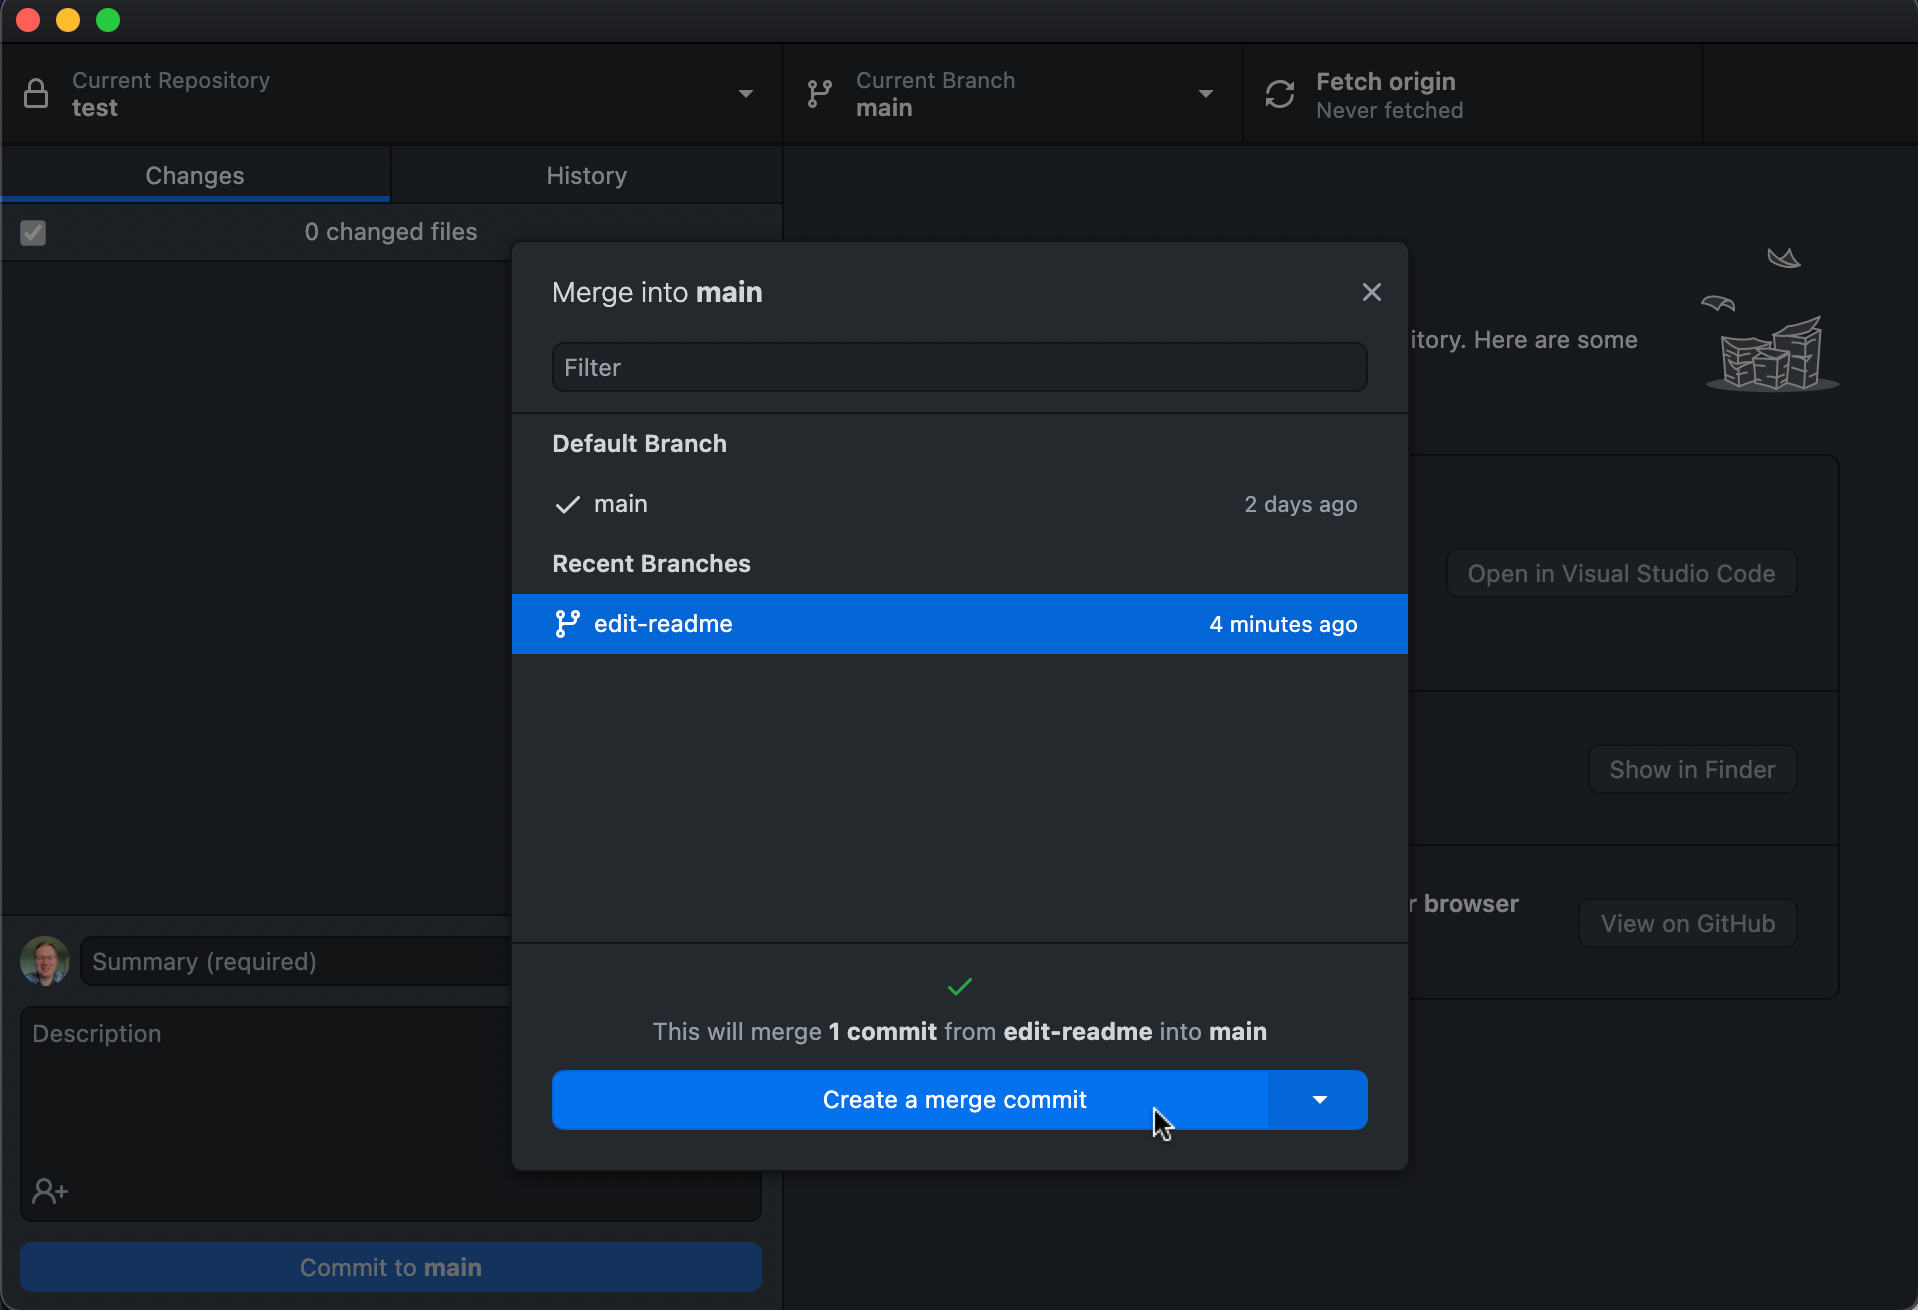 Current Repository
test
Current Branch
main
Fetch origin
Never fetched
Changes
History
0 changed files
itory. Here are some
Merge into main
Filter
Default Branch
main
2 days ago
Recent Branches
edit-readme
4 minutes ago
Open in Visual Studio Code
Show in Finder
r browser
View on GitHub
This will merge 1 commit from edit-readme into main
Create a merge commit
Summary (required)
Description
Commit to main